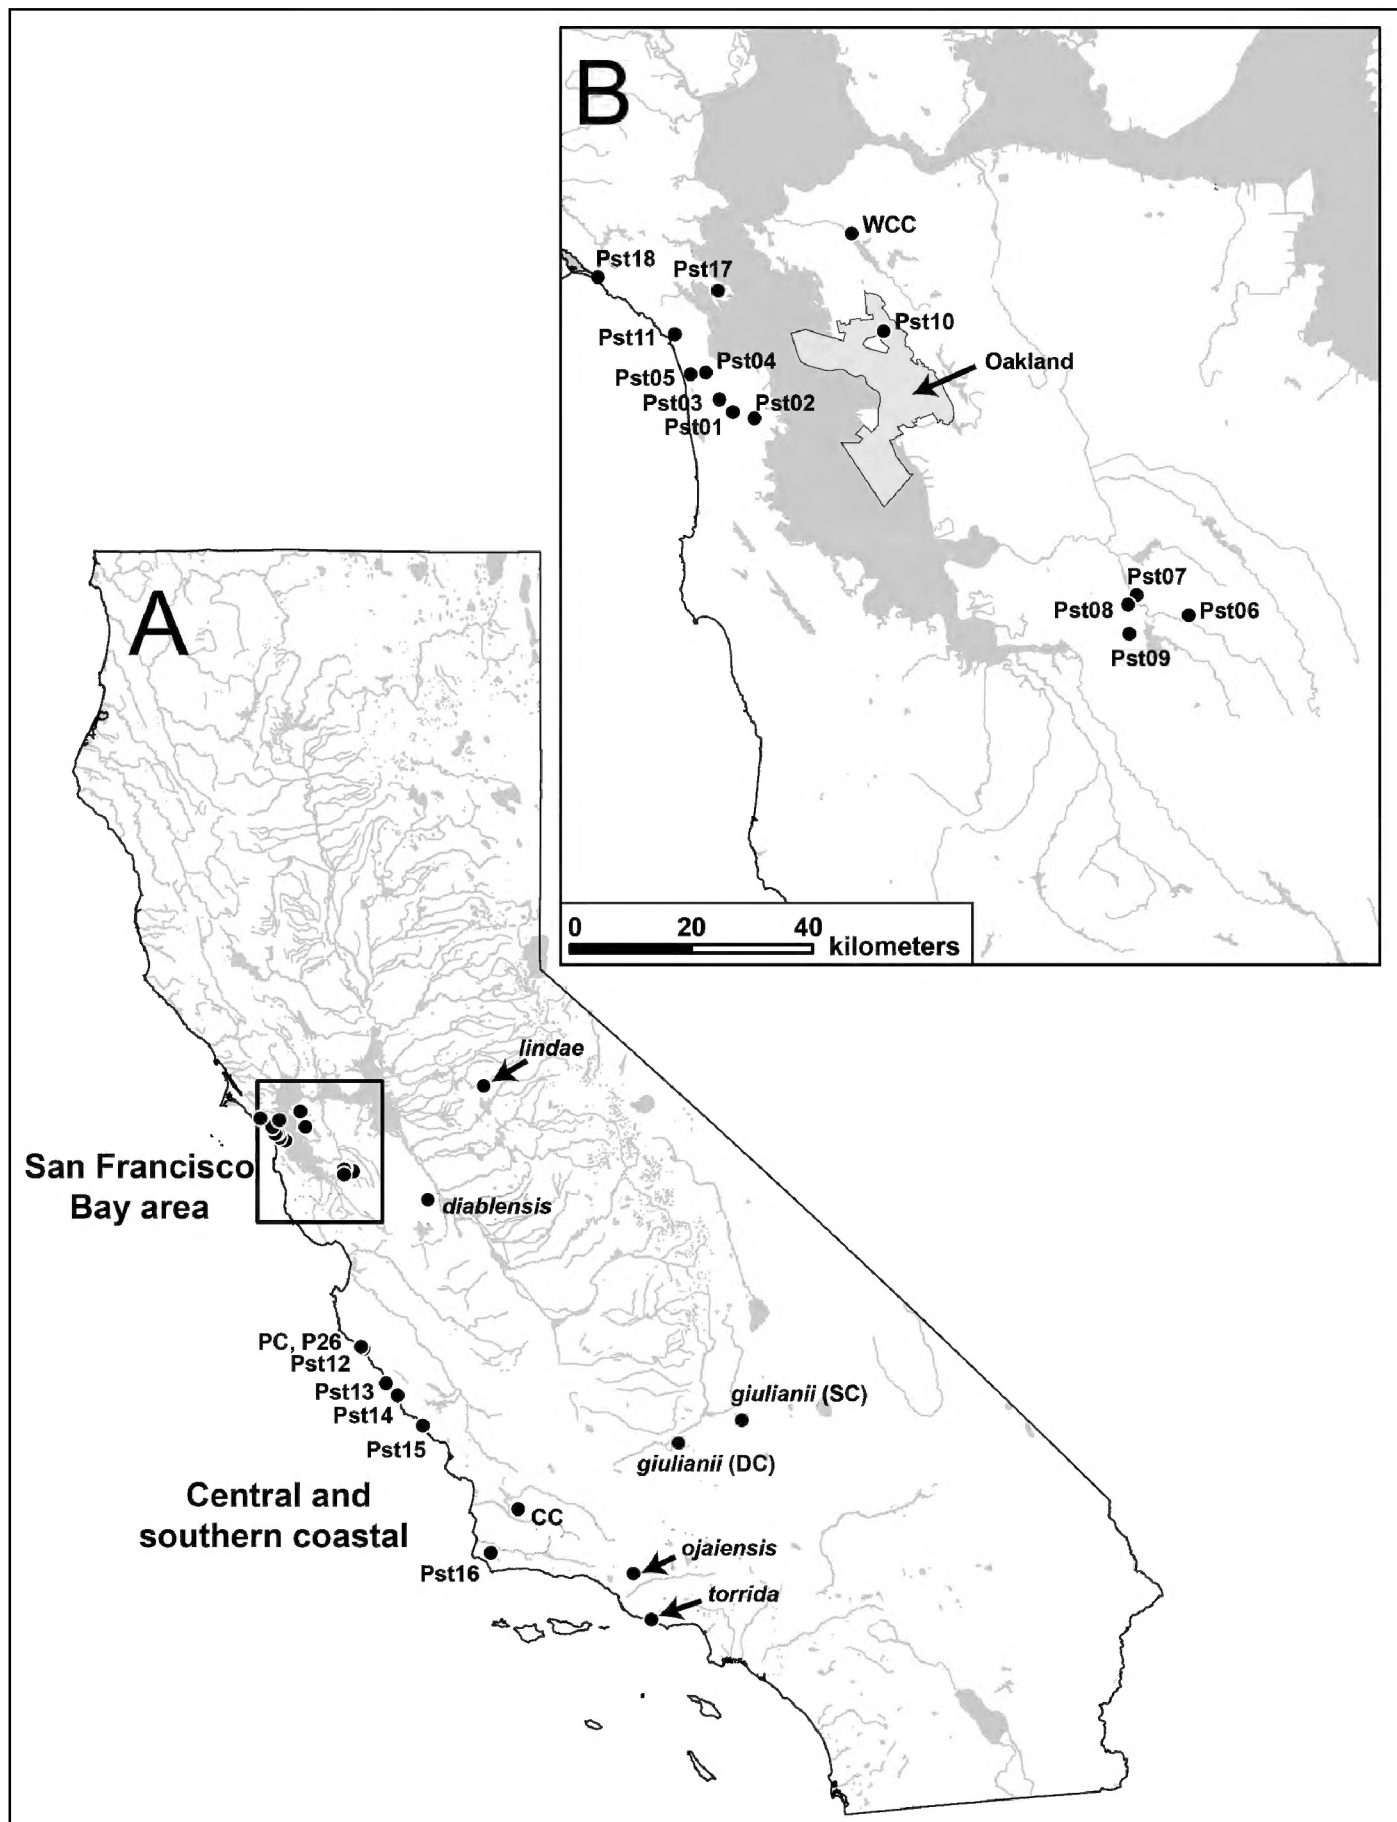 B
WCC
Pst18
Pst17
Pst10
Pst11
Oakland
Pst04
Pst05
Pst03
Pst02
Pst01
Pst07
Pst08
Pst06
Pst09
0 20 40
kilometers
A
lindae
San Francisco
Bay area
diablensis
PC, P26
Pst12
Pst13
Pst14
Pst15
giulianii (SC)
giulianii (DC)
Central and
southern coastal
CC
Pst16
ojaiensis
torrida